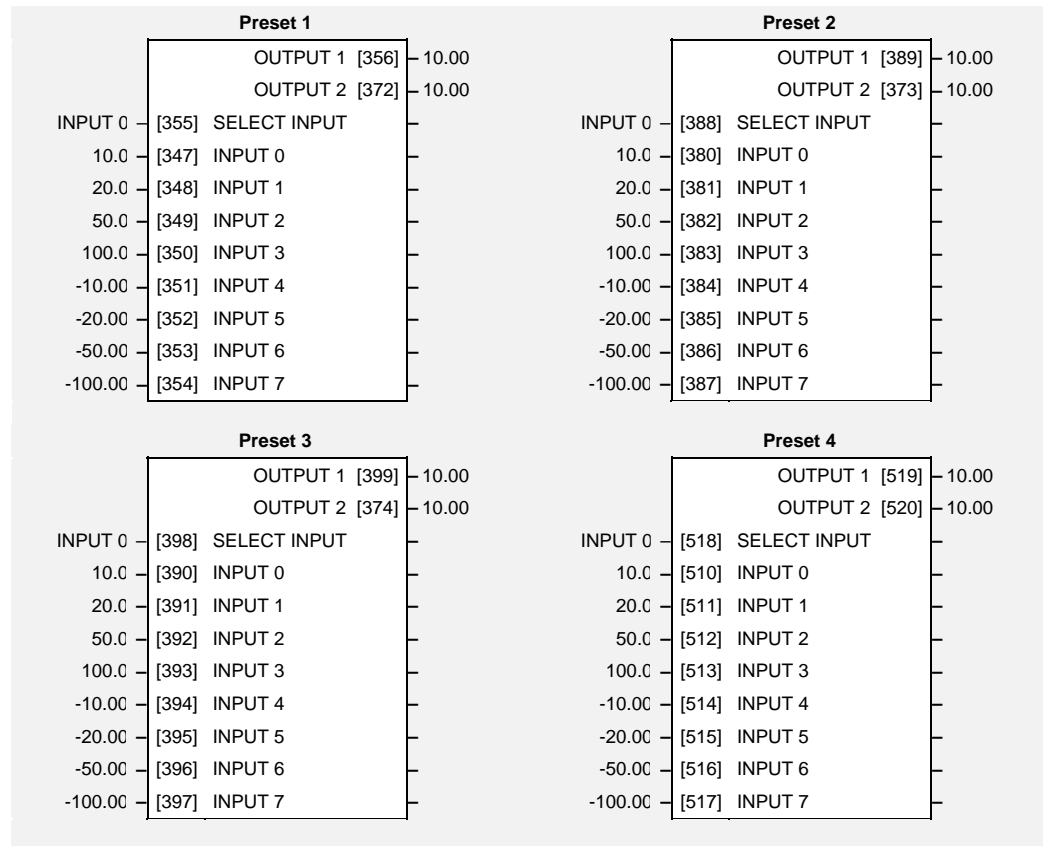 Preset 1
OUTPUT 1 [356] 10.00
OUTPUT 2 [372] 10.00
INPUT 0 [355] SELECT INPUT
10.0 [347] INPUT 0
20.0 [348] INPUT 1
50.0 [349] INPUT 2
100.0 [350] INPUT 3
-10.00 [351] INPUT 4
-20.00 [352] INPUT 5
-50.00 [353] INPUT 6
-100.00 [354] INPUT 7
Preset 2
OUTPUT 1 [389] 10.00
OUTPUT 2 [373] 10.00
INPUT 0 [388] SELECT INPUT
10.0 [380] INPUT 0
20.0 [381] INPUT 1
50.0 [382] INPUT 2
100.0 [383] INPUT 3
-10.00 [384] INPUT 4
-20.00 [385] INPUT 5
-50.00 [386] INPUT 6
-100.00 [387] INPUT 7
Preset 3
OUTPUT 1 [399] 10.00
OUTPUT 2 [374] 10.00
INPUT 0 [398] SELECT INPUT
10.0 [390] INPUT 0
20.0 [391] INPUT 1
50.0 [392] INPUT 2
100.0 [393] INPUT 3
-10.00 [394] INPUT 4
-20.00 [395] INPUT 5
-50.00 [396] INPUT 6
-100.00 [397] INPUT 7
Preset 4
OUTPUT 1 [519] 10.00
OUTPUT 2 [520] 10.00
INPUT 0 [518] SELECT INPUT
10.0 [510] INPUT 0
20.0 [511] INPUT 1
50.0 [512] INPUT 2
100.0 [513] INPUT 3
-10.00 [514] INPUT 4
-20.00 [515] INPUT 5
-50.00 [516] INPUT 6
-100.00 [517] INPUT 7